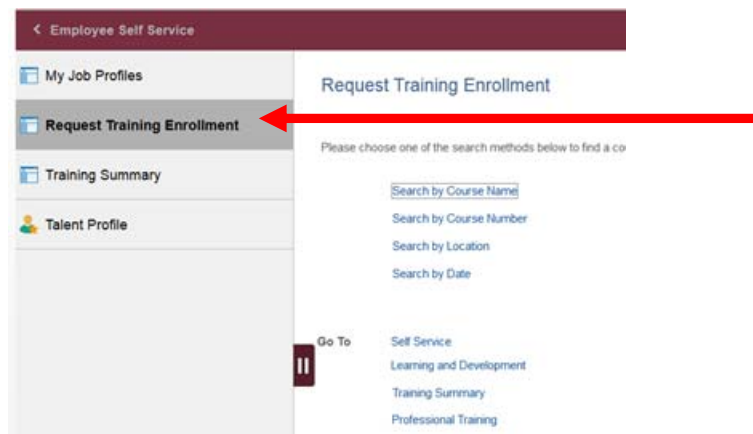 < Employee Self Service
My Job Profiles
Request Training Enrollment
Training Summary
Talent Profile
Request Training Enrollment
Please choose one of the search methods below to find a co
Search by Course Name
Search by Course Number
Search by Location
Search by Date
Go To Self Service
Learning and Development
Training Summary
Professional Training